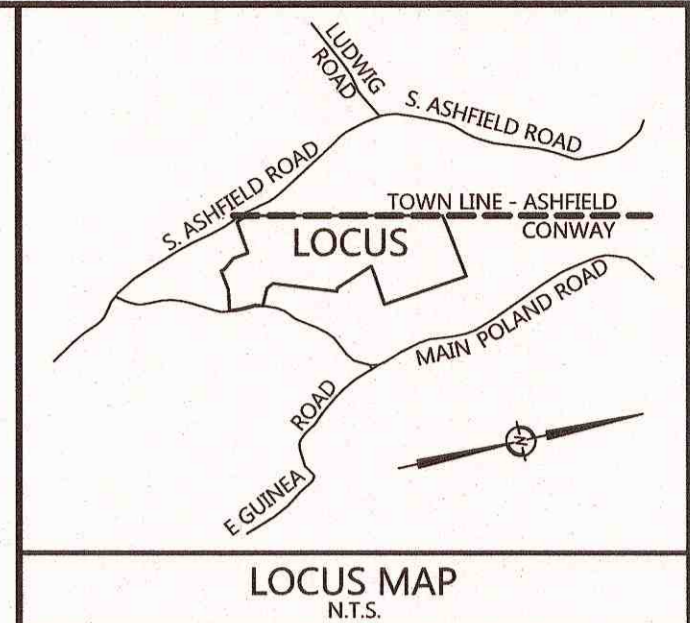 LUDWIG
ROAD
S. ASHFIELD ROAD
S. ASHFIELD ROAD
TOWN LINE - ASHFIELD
CONWAY
LOCUS
MAIN POLAND ROAD
ROAD
E GUINEA
N
LOCUS MAP
N.T.S.